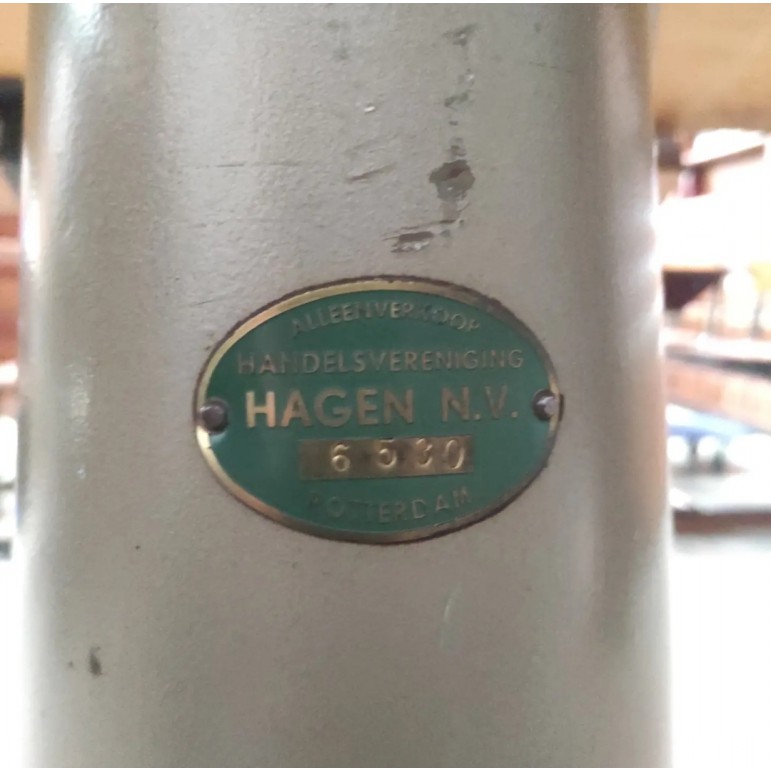 ALLEENVERKOOP
HANDELSVERENIGING
HAGEN N.V.
6530
ROTTERDAM